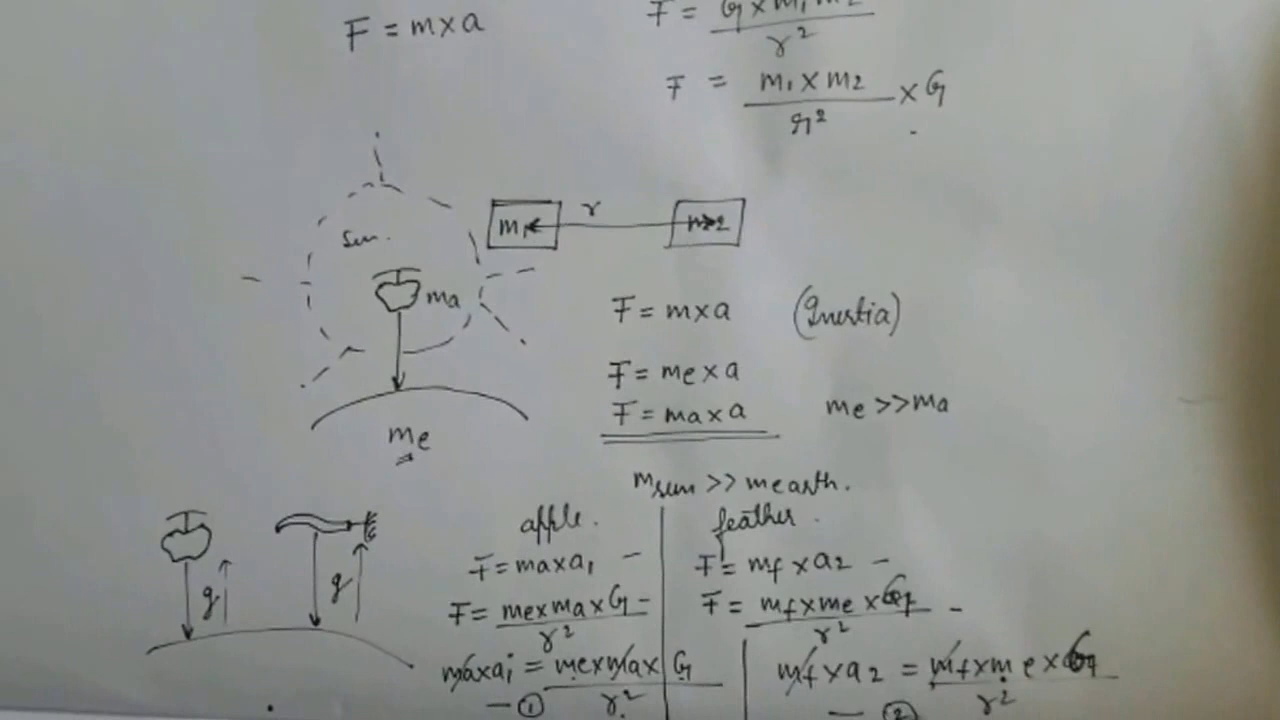 F = m×a
F = G×m₁m₂/r²
F = m₁×m₂/r² ×G
Sun.
m₁ r m2
ma
F = m×a (Inertia)
F = me×a
F = ma×a me>>ma
me
msun >> mearth.
apple. feather.
g g
F = ma×a₁ – F = mf×a2 –
F = me×ma×G/r² – F = mf×me×G/r² –
ma×a₁ = me×ma×G/r² mf×a2 = mf×me×G/r²
— ① — ②